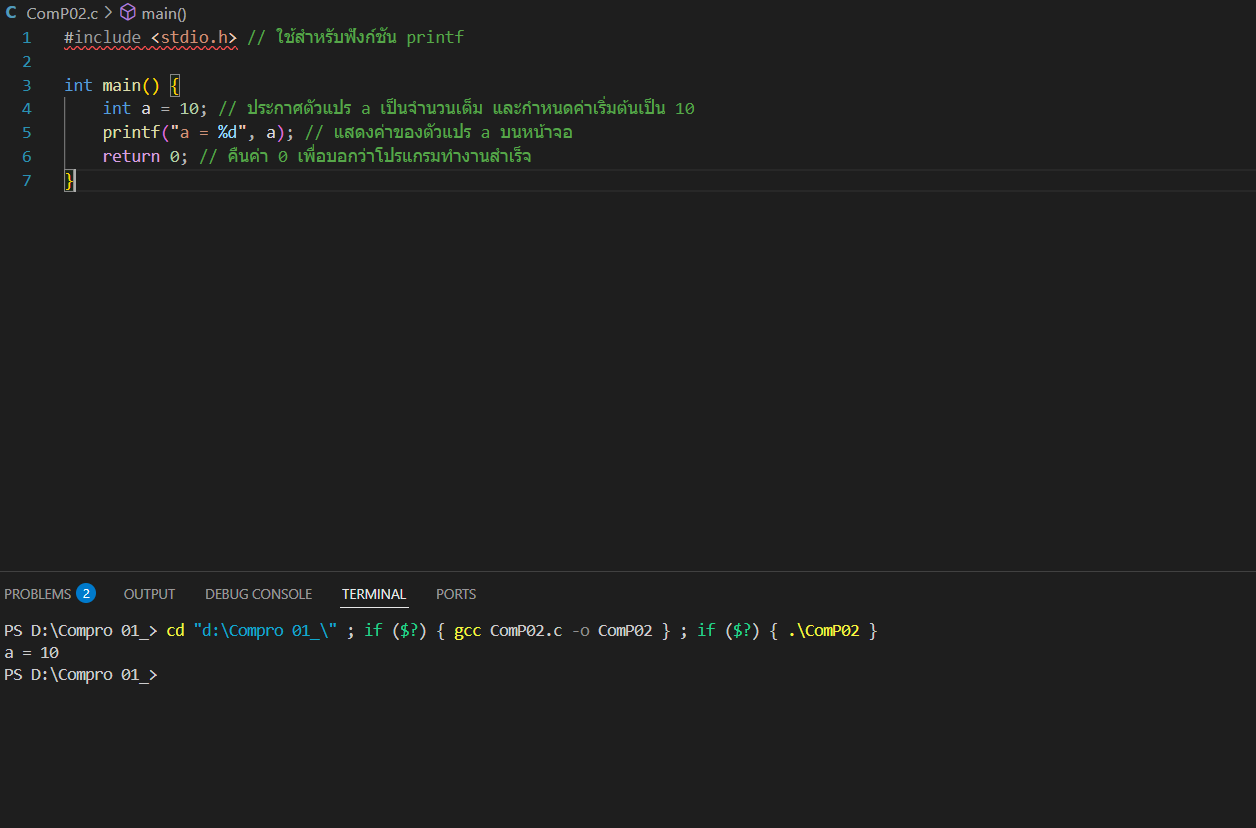 ComP02.c > main()
1 #include <stdio.h> // ใช้สำหรับฟังก์ชัน printf
2
3 int main() {
4 int a = 10; // ประกาศตัวแปร a เป็นจำนวนเต็ม และกำหนดค่าเริ่มต้นเป็น 10
5 printf("a = %d", a); // แสดงค่าของตัวแปร a บนหน้าจอ
6 return 0; // คืนค่า 0 เพื่อบอกว่าโปรแกรมทำงานสำเร็จ
7 }
PROBLEMS 2 OUTPUT DEBUG CONSOLE TERMINAL PORTS
PS D:\Compro 01_> cd "d:\Compro 01_\" ; if ($?) { gcc ComP02.c -o ComP02 } ; if ($?) { .\ComP02 }
a = 10
PS D:\Compro 01_>